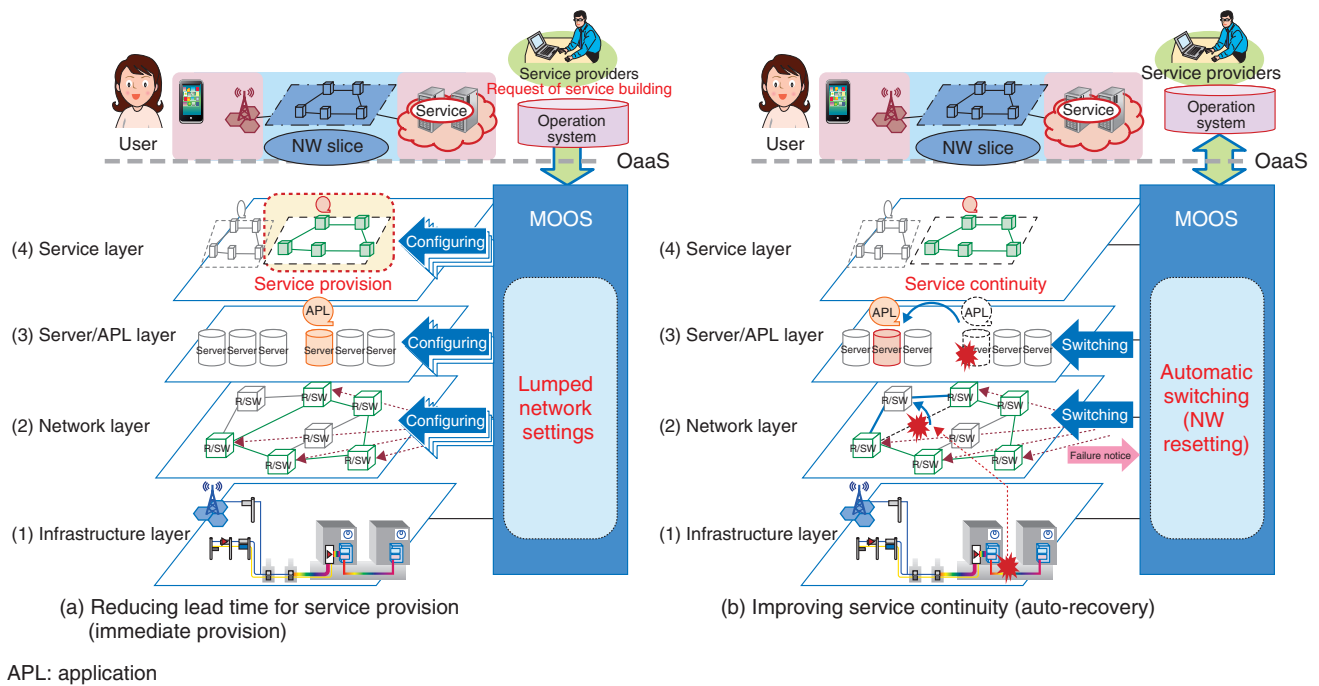 Service providers
Request of service building
Operation
system
Service
User
NW slice
OaaS
MOOS
(4) Service layer
Configuring
Service provision
APL
(3) Server/APL layer
Server
Server
Server
Server
Server
Server
Configuring
R/SW
R/SW
R/SW
R/SW
R/SW
R/SW
R/SW
(2) Network layer
Configuring
Lumped
network
settings
(1) Infrastructure layer
(a) Reducing lead time for service provision
(immediate provision)
Service providers
Operation
system
Service
User
NW slice
OaaS
MOOS
(4) Service layer
Service continuity
APL
APL
(3) Server/APL layer
Server
Server
Server
Server
Server
Server
Switching
R/SW
R/SW
R/SW
R/SW
R/SW
R/SW
R/SW
(2) Network layer
Switching
Failure notice
Automatic
switching
(NW
resetting)
(1) Infrastructure layer
(b) Improving service continuity (auto-recovery)
APL: application